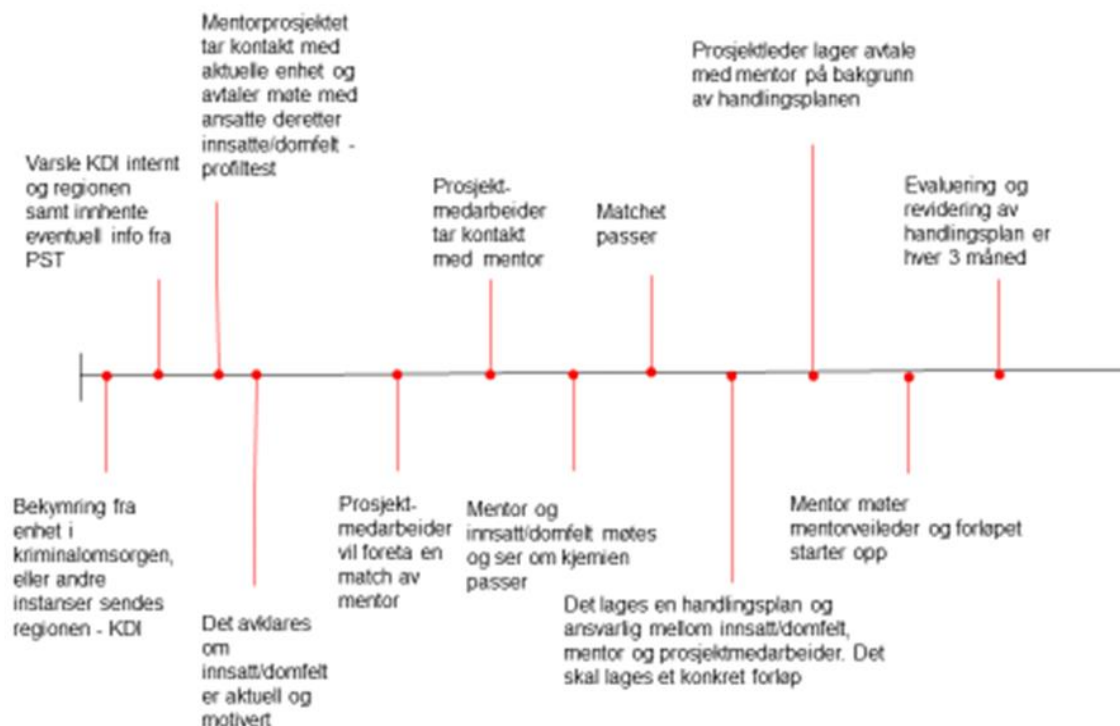 Mentorprosjektet
tar kontakt med
aktuelle enhet og
avtaler møte med
ansatte deretter
innsatte/domfelt -
profiltest
Prosjektleder lager avtale
med mentor på bakgrunn
av handlingsplanen
Varsle KDI internt
og regionen
samt innhente
eventuell info fra
PST
Prosjekt-
medarbeider
tar kontakt
med mentor
Matchet
passer
Evaluering og
revidering av
handlingsplan er
hver 3 måned
Bekymring fra
enhet i
kriminalomsorgen,
eller andre
instanser sendes
regionen - KDI
Det avklares
om
innsatt/domfelt
er aktuell og
motivert
Prosjekt-
medarbeider
vil foreta en
match av
mentor
Mentor og
innsatt/domfelt møtes
og ser om kjemien
passer
Det lages en handlingsplan og
ansvarlig mellom innsatt/domfelt,
mentor og prosjektmedarbeider. Det
skal lages et konkret forløp
Mentor møter
mentorveileder og forløpet
starter opp